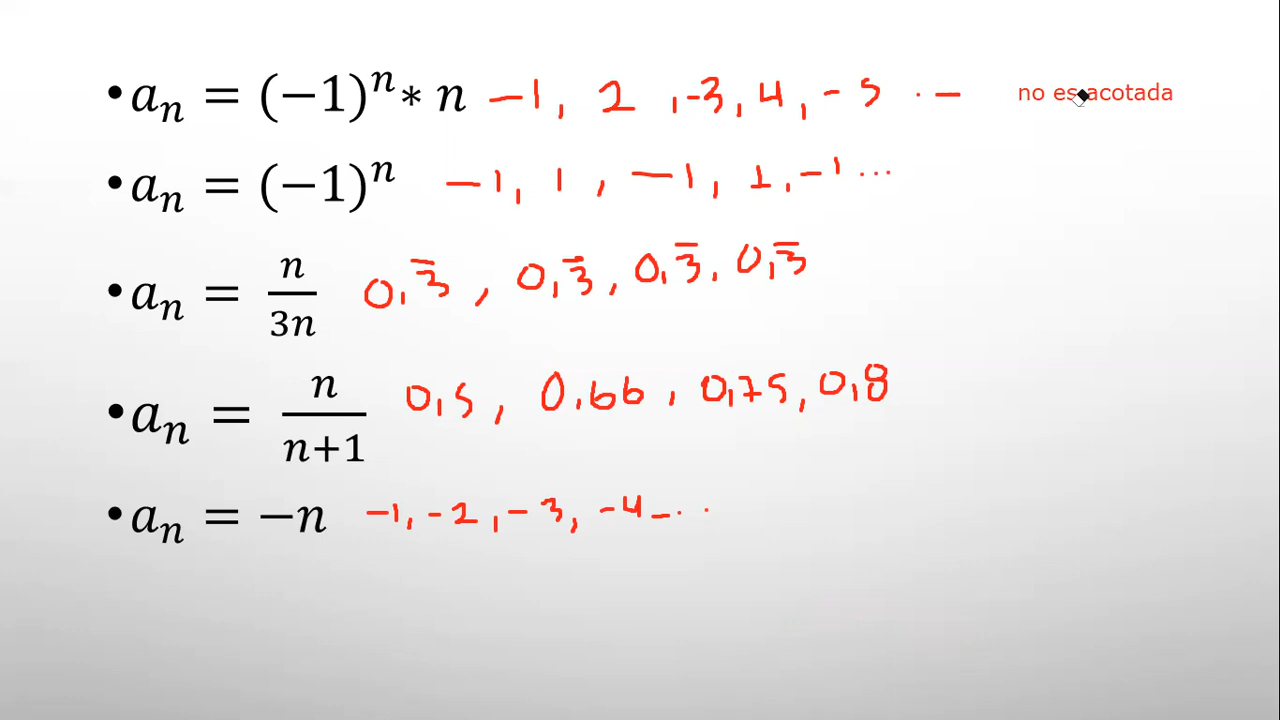 • aₙ = (−1)ⁿ ∗ n −1, 2 ,-3, 4, - 5 . – no es acotada
• aₙ = (−1)ⁿ −1, 1 , −1, 1, -1 ...
• aₙ = n/3n 0,3̅ , 0,3̅, 0,3̅, 0,3̅
• aₙ = n/(n+1) 0,5 , 0.66 , 0,75, 0,8
• aₙ = −n -1, -2, -3, -4 _ . .